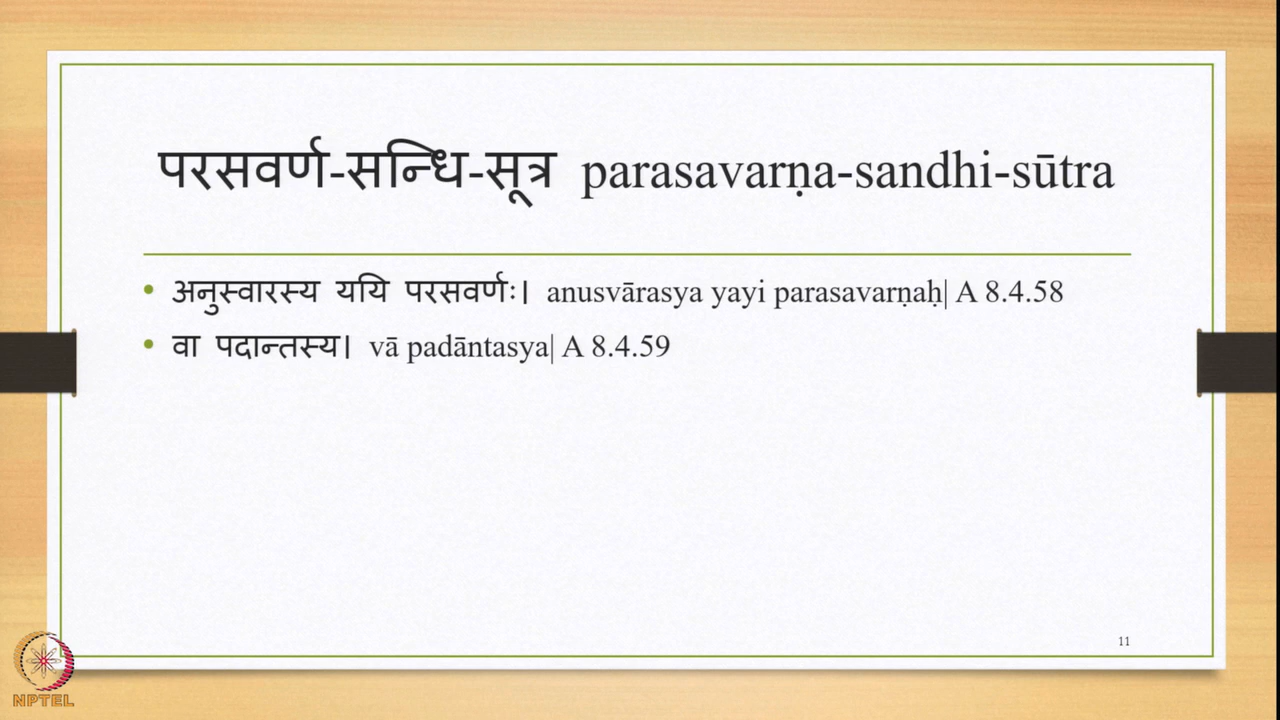 परसवर्ण-सन्धि-सूत्र parasavarṇa-sandhi-sūtra
• अनुस्वारस्य ययि परसवर्णः। anusvārasya yayi parasavarṇaḥ| A 8.4.58
• वा पदान्तस्य। vā padāntasya| A 8.4.59
11
NPTEL